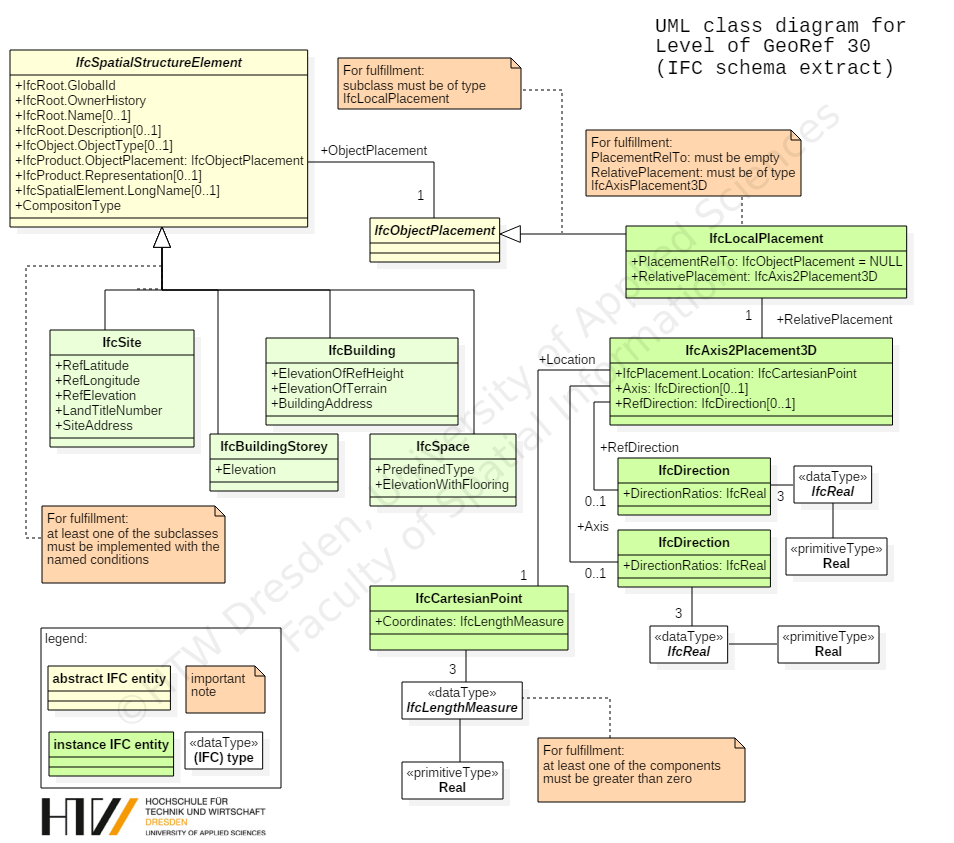 UML class diagram for
Level of GeoRef 30
(IFC schema extract)
IfcSpatialStructureElement
+IfcRoot.GlobalId
+IfcRoot.OwnerHistory
+IfcRoot.Name[0..1]
+IfcRoot.Description[0..1]
+IfcObject.ObjectType[0..1]
+IfcProduct.ObjectPlacement: IfcObjectPlacement
+IfcProduct.Representation[0..1]
+IfcSpatialElement.LongName[0..1]
+CompositonType
For fulfillment:
subclass must be of type
IfcLocalPlacement
+ObjectPlacement
1
IfcObjectPlacement
For fulfillment:
PlacementRelTo: must be empty
RelativePlacement: must be of type
IfcAxisPlacement3D
IfcLocalPlacement
+PlacementRelTo: IfcObjectPlacement = NULL
+RelativePlacement: IfcAxis2Placement3D
1
+RelativePlacement
IfcSite
+RefLatitude
+RefLongitude
+RefElevation
+LandTitleNumber
+SiteAddress
IfcBuilding
+ElevationOfRefHeight
+ElevationOfTerrain
+BuildingAddress
IfcBuildingStorey
+Elevation
IfcSpace
+PredefinedType
+ElevationWithFlooring
+Location
IfcAxis2Placement3D
+IfcPlacement.Location: IfcCartesianPoint
+Axis: IfcDirection[0..1]
+RefDirection: IfcDirection[0..1]
+RefDirection
0..1
IfcDirection
+DirectionRatios: IfcReal
3
«dataType»
IfcReal
«primitiveType»
Real
+Axis
0..1
IfcDirection
+DirectionRatios: IfcReal
3
«dataType»
IfcReal
«primitiveType»
Real
For fulfillment:
at least one of the subclasses
must be implemented with the
named conditions
1
IfcCartesianPoint
+Coordinates: IfcLengthMeasure
3
«dataType»
IfcLengthMeasure
«primitiveType»
Real
For fulfillment:
at least one of the components
must be greater than zero
legend:
abstract IFC entity
important
note
instance IFC entity
«dataType»
(IFC) type
©HTW Dresden, University of Applied Sciences
Faculty of Spatial Information
HTW
HOCHSCHULE FÜR
TECHNIK UND WIRTSCHAFT
DRESDEN
UNIVERSITY OF APPLIED SCIENCES